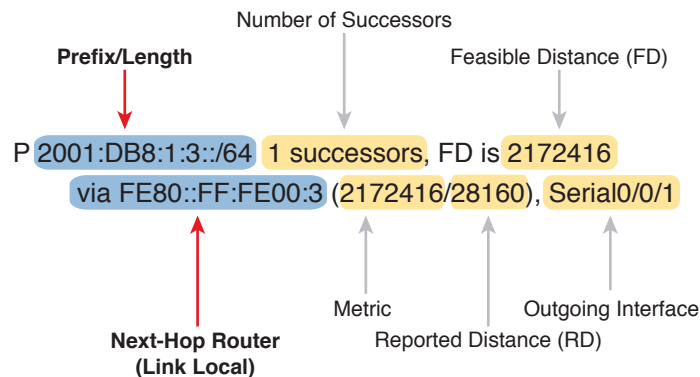 Number of Successors
Prefix/Length
Feasible Distance (FD)
P 2001:DB8:1:3::/64 1 successors, FD is 2172416
via FE80::FF:FE00:3 (2172416/28160), Serial0/0/1
Metric
Outgoing Interface
Next-Hop Router
Reported Distance (RD)
(Link Local)